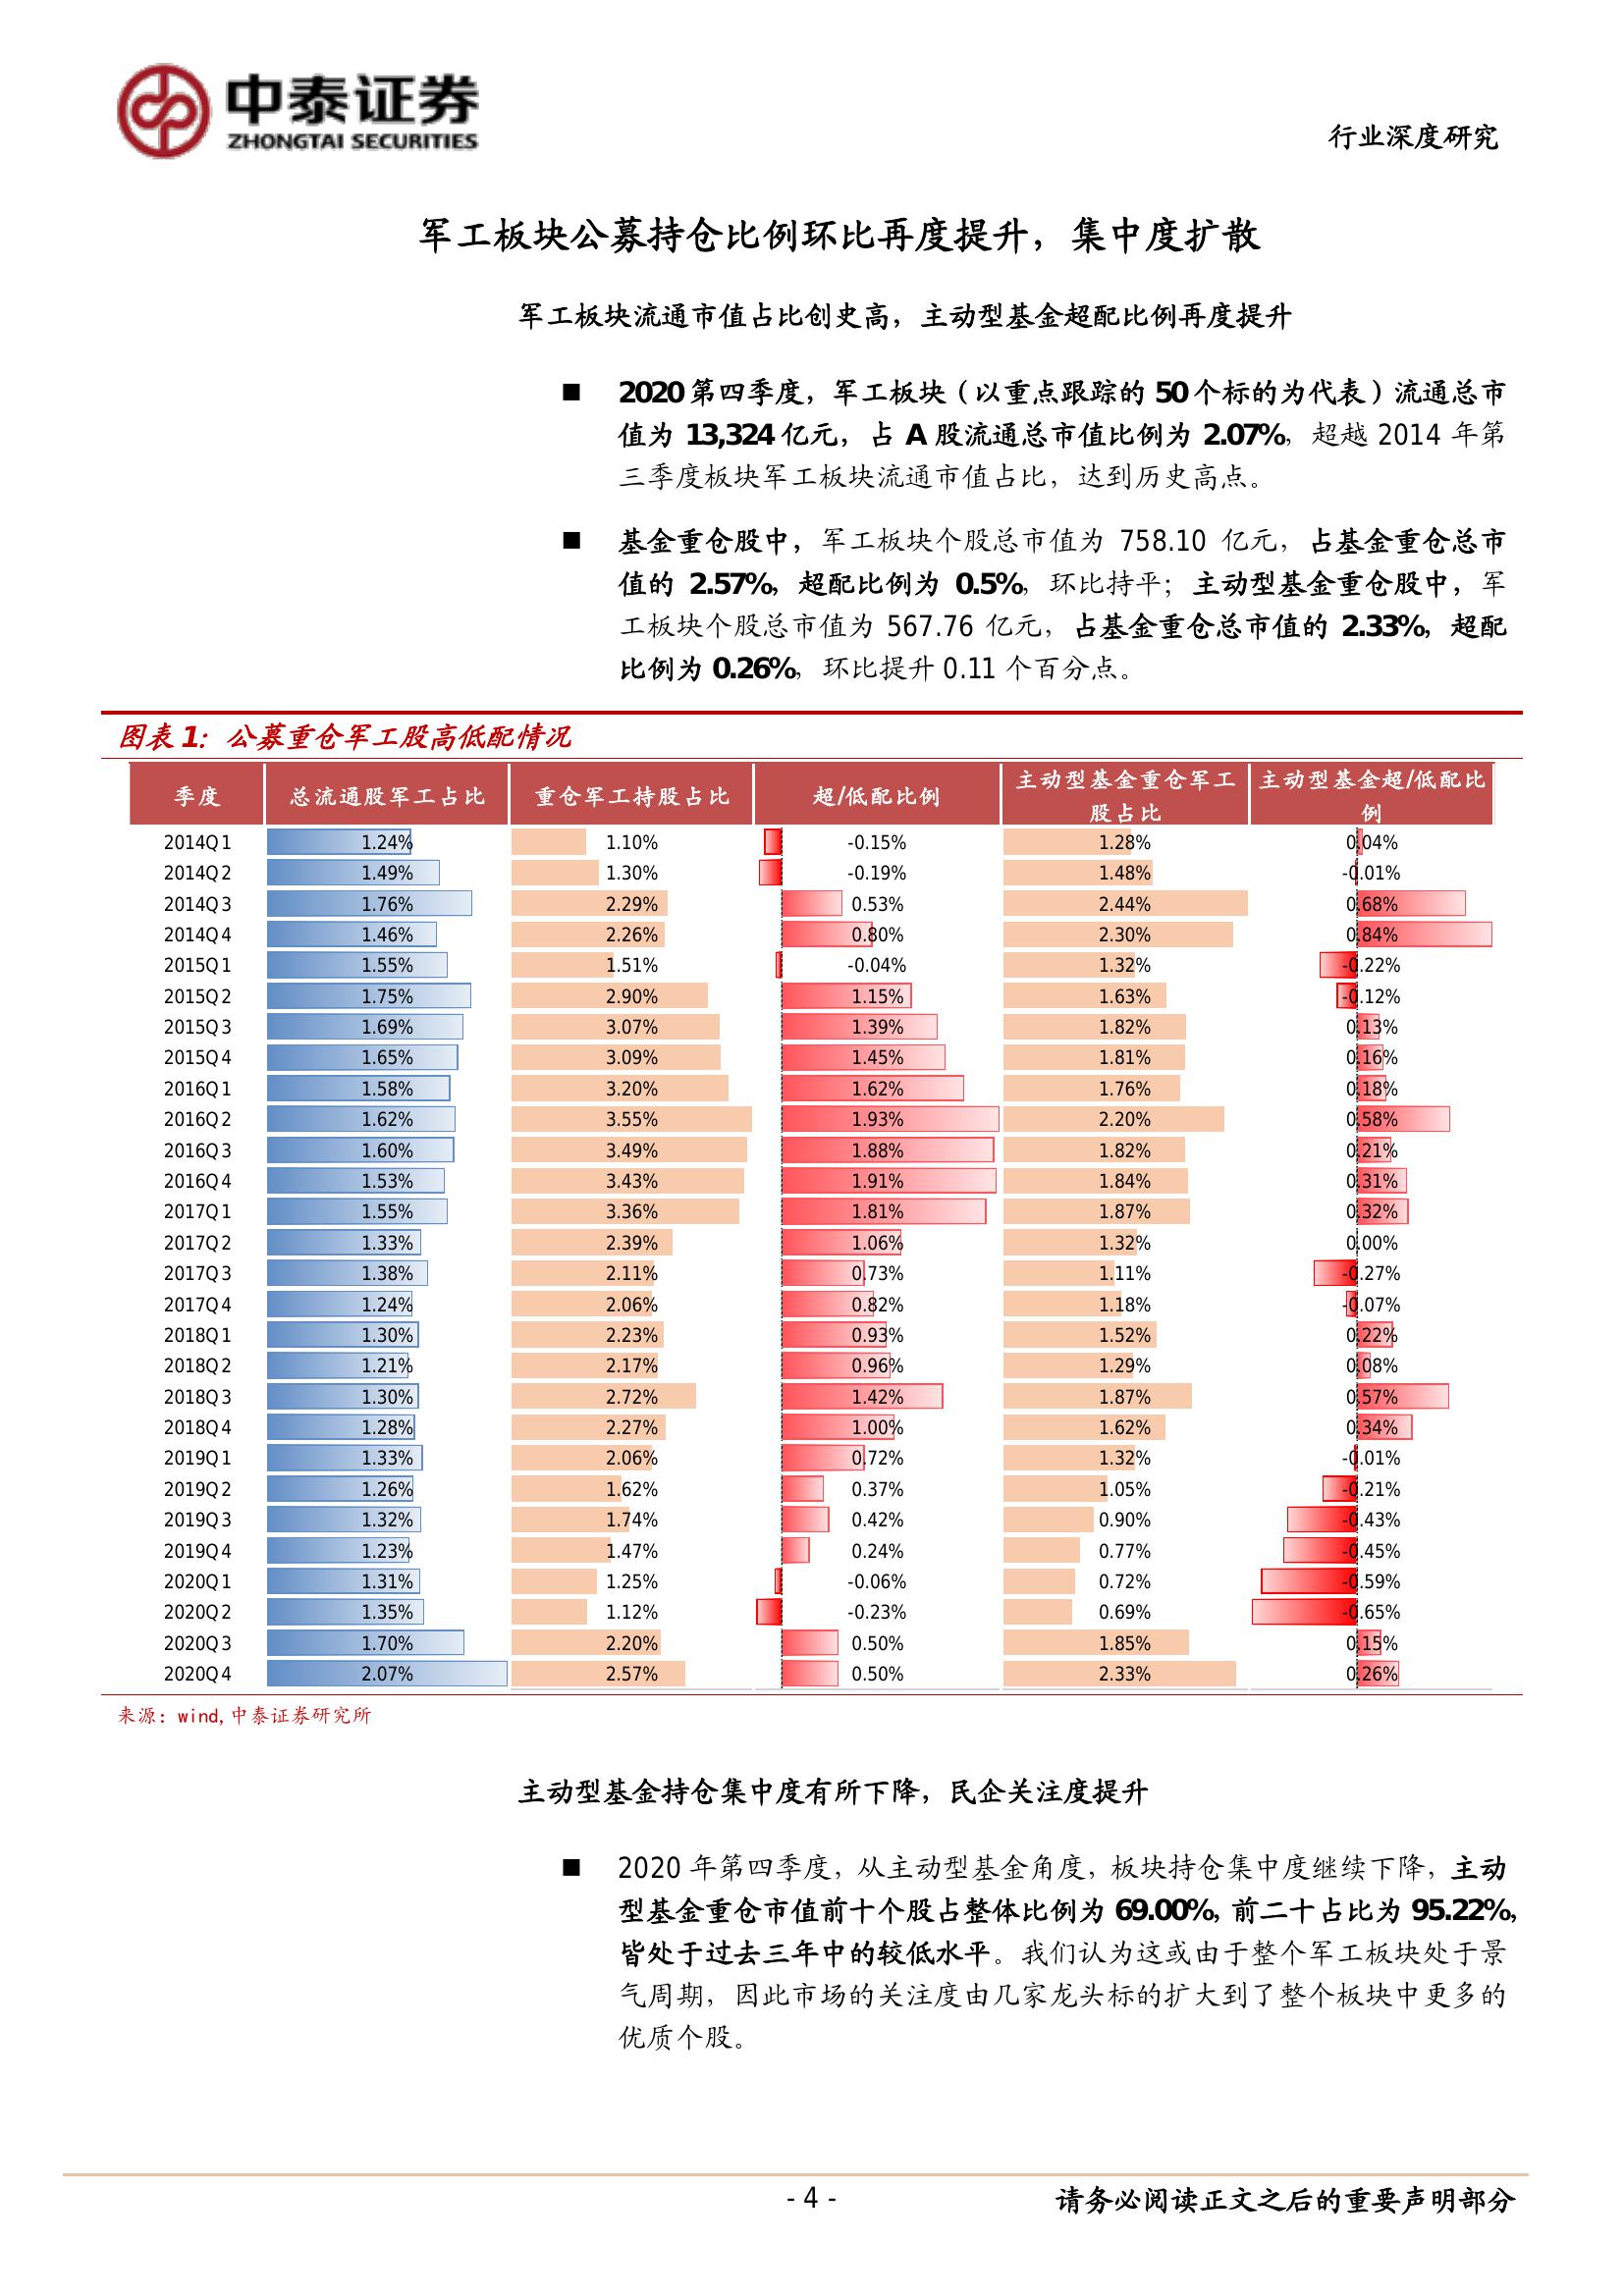 中泰证券
ZHONGTAI SECURITIES
行业深度研究
军工板块公募持仓比例环比再度提升，集中度扩散
军工板块流通市值占比创史高，主动型基金超配比例再度提升
■ 2020第四季度，军工板块（以重点跟踪的50个标的为代表）流通总市
值为 13,324亿元，占 A 股流通总市值比例为 2.07%，超越 2014 年第
三季度板块军工板块流通市值占比，达到历史高点。
■ 基金重仓股中，军工板块个股总市值为 758.10 亿元，占基金重仓总市
值的 2.57%，超配比例为 0.5%，环比持平；主动型基金重仓股中，军
工板块个股总市值为 567.76 亿元，占基金重仓总市值的 2.33%，超配
比例为 0.26%，环比提升 0.11 个百分点。
图表1：公募重仓军工股高低配情况
季度 总流通股军工占比 重仓军工持股占比 超/低配比例 主动型基金重仓军工股占比 主动型基金超/低配比例
2014Q1 1.24% 1.10% -0.15% 1.28% 0.04%
2014Q2 1.49% 1.30% -0.19% 1.48% -0.01%
2014Q3 1.76% 2.29% 0.53% 2.44% 0.68%
2014Q4 1.46% 2.26% 0.80% 2.30% 0.84%
2015Q1 1.55% 1.51% -0.04% 1.32% -0.22%
2015Q2 1.75% 2.90% 1.15% 1.63% -0.12%
2015Q3 1.69% 3.07% 1.39% 1.82% 0.13%
2015Q4 1.65% 3.09% 1.45% 1.81% 0.16%
2016Q1 1.58% 3.20% 1.62% 1.76% 0.18%
2016Q2 1.62% 3.55% 1.93% 2.20% 0.58%
2016Q3 1.60% 3.49% 1.88% 1.82% 0.21%
2016Q4 1.53% 3.43% 1.91% 1.84% 0.31%
2017Q1 1.55% 3.36% 1.81% 1.87% 0.32%
2017Q2 1.33% 2.39% 1.06% 1.32% 0.00%
2017Q3 1.38% 2.11% 0.73% 1.11% -0.27%
2017Q4 1.24% 2.06% 0.82% 1.18% -0.07%
2018Q1 1.30% 2.23% 0.93% 1.52% 0.22%
2018Q2 1.21% 2.17% 0.96% 1.29% 0.08%
2018Q3 1.30% 2.72% 1.42% 1.87% 0.57%
2018Q4 1.28% 2.27% 1.00% 1.62% 0.34%
2019Q1 1.33% 2.06% 0.72% 1.32% -0.01%
2019Q2 1.26% 1.62% 0.37% 1.05% -0.21%
2019Q3 1.32% 1.74% 0.42% 0.90% -0.43%
2019Q4 1.23% 1.47% 0.24% 0.77% -0.45%
2020Q1 1.31% 1.25% -0.06% 0.72% -0.59%
2020Q2 1.35% 1.12% -0.23% 0.69% -0.65%
2020Q3 1.70% 2.20% 0.50% 1.85% 0.15%
2020Q4 2.07% 2.57% 0.50% 2.33% 0.26%
来源：wind,中泰证券研究所
主动型基金持仓集中度有所下降，民企关注度提升
■ 2020 年第四季度，从主动型基金角度，板块持仓集中度继续下降，主动
型基金重仓市值前十个股占整体比例为 69.00%，前二十占比为 95.22%，
皆处于过去三年中的较低水平。我们认为这或由于整个军工板块处于景
气周期，因此市场的关注度由几家龙头标的扩大到了整个板块中更多的
优质个股。
- 4 -
请务必阅读正文之后的重要声明部分